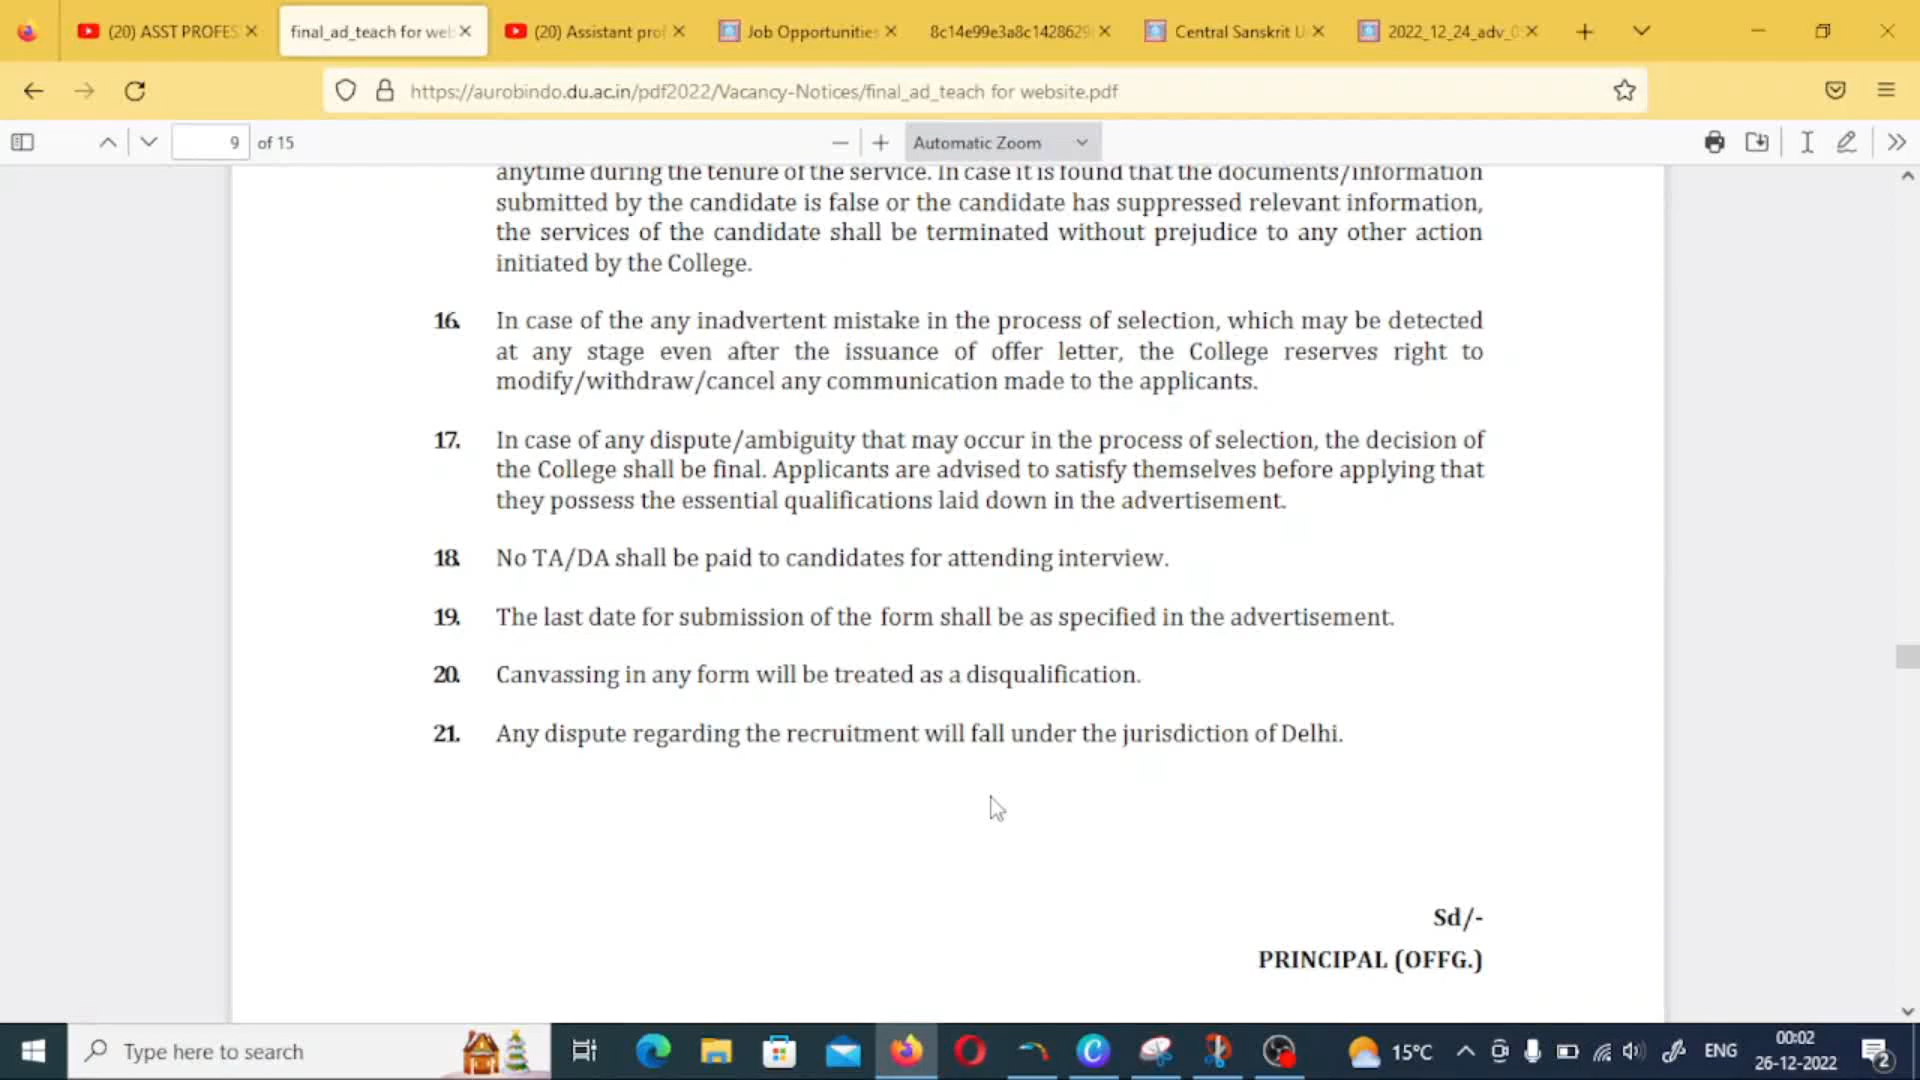 (20) ASST PROFES
final_ad_teach for we
(20) Assistant prof
Job Opportunities
8c14e99e3a8c1428629
Central Sanskrit U
2022_12_24_adv_0
https://aurobindo.du.ac.in/pdf2022/Vacancy-Notices/final_ad_teach for website.pdf
9 of 15
Automatic Zoom
anytime during the tenure of the service. In case it is found that the documents/information
submitted by the candidate is false or the candidate has suppressed relevant information,
the services of the candidate shall be terminated without prejudice to any other action
initiated by the College.
16. In case of the any inadvertent mistake in the process of selection, which may be detected
at any stage even after the issuance of offer letter, the College reserves right to
modify/withdraw/cancel any communication made to the applicants.
17. In case of any dispute/ambiguity that may occur in the process of selection, the decision of
the College shall be final. Applicants are advised to satisfy themselves before applying that
they possess the essential qualifications laid down in the advertisement.
18. No TA/DA shall be paid to candidates for attending interview.
19. The last date for submission of the form shall be as specified in the advertisement.
20. Canvassing in any form will be treated as a disqualification.
21. Any dispute regarding the recruitment will fall under the jurisdiction of Delhi.
Sd/-
PRINCIPAL (OFFG.)
Type here to search
15°C
ENG
00:02
26-12-2022
2